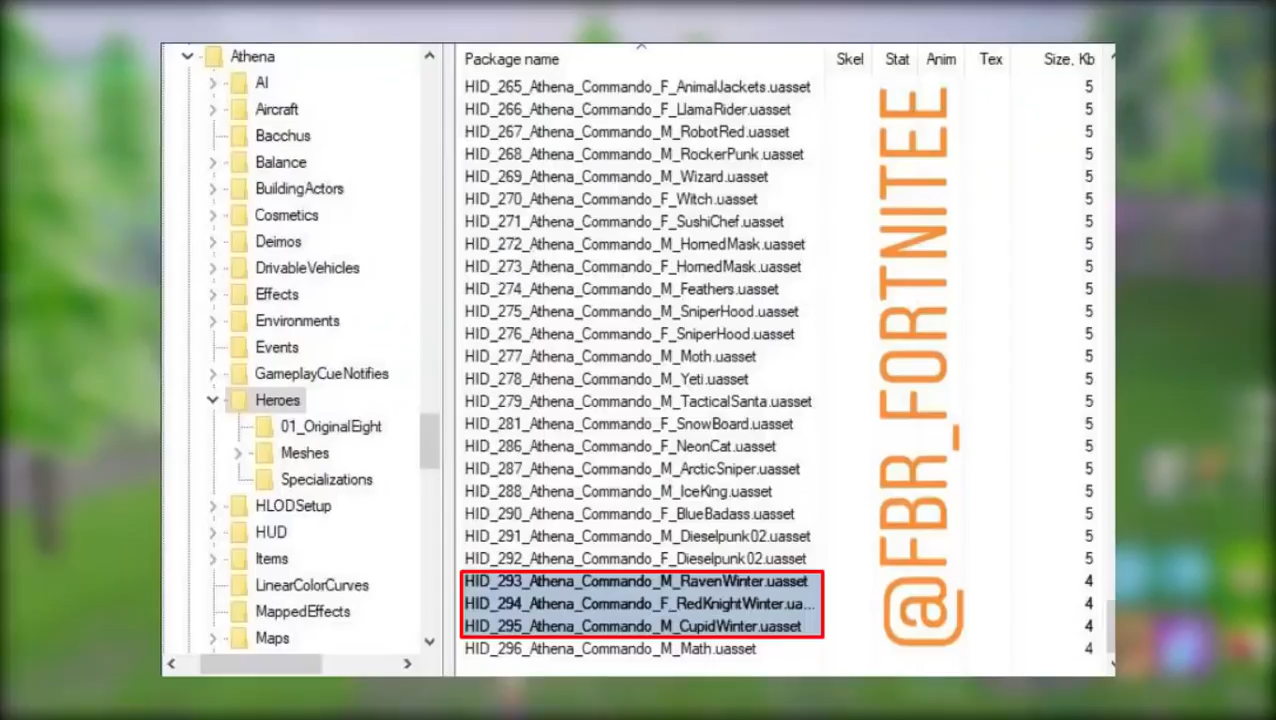 Athena
AI
Aircraft
Bacchus
Balance
BuildingActors
Cosmetics
Deimos
DrivableVehicles
Effects
Environments
Events
GameplayCueNotifies
Heroes
01_OriginalEight
Meshes
Specializations
HLODSetup
HUD
Items
LinearColorCurves
MappedEffects
Maps
Package name Skel Stat Anim Tex Size, Kb
HID_265_Athena_Commando_F_AnimalJackets.uasset 5
HID_266_Athena_Commando_F_LlamaRider.uasset 5
HID_267_Athena_Commando_M_RobotRed.uasset 5
HID_268_Athena_Commando_M_RockerPunk.uasset 5
HID_269_Athena_Commando_M_Wizard.uasset 5
HID_270_Athena_Commando_F_Witch.uasset 5
HID_271_Athena_Commando_F_SushiChef.uasset 5
HID_272_Athena_Commando_M_HornedMask.uasset 5
HID_273_Athena_Commando_F_HornedMask.uasset 5
HID_274_Athena_Commando_M_Feathers.uasset 5
HID_275_Athena_Commando_M_SniperHood.uasset 5
HID_276_Athena_Commando_F_SniperHood.uasset 5
HID_277_Athena_Commando_M_Moth.uasset 5
HID_278_Athena_Commando_M_Yeti.uasset 5
HID_279_Athena_Commando_M_TacticalSanta.uasset 5
HID_281_Athena_Commando_F_SnowBoard.uasset 5
HID_286_Athena_Commando_F_NeonCat.uasset 5
HID_287_Athena_Commando_M_ArcticSniper.uasset 5
HID_288_Athena_Commando_M_IceKing.uasset 5
HID_290_Athena_Commando_F_BlueBadass.uasset 5
HID_291_Athena_Commando_M_Dieselpunk02.uasset 5
HID_292_Athena_Commando_F_Dieselpunk02.uasset 5
HID_293_Athena_Commando_M_RavenWinter.uasset 4
HID_294_Athena_Commando_F_RedKnightWinter.ua... 4
HID_295_Athena_Commando_M_CupidWinter.uasset 4
HID_296_Athena_Commando_M_Math.uasset 4
@FBR_FORTNITEE